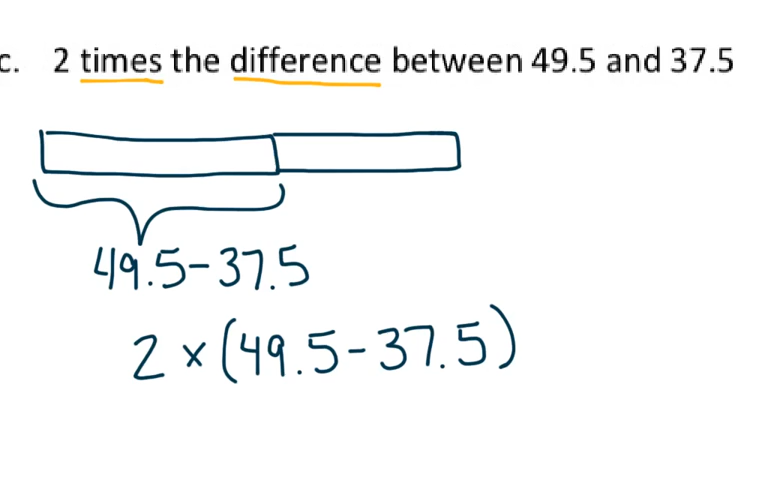 c. 2 times the difference between 49.5 and 37.5
49.5-37.5
2 × (49.5-37.5)